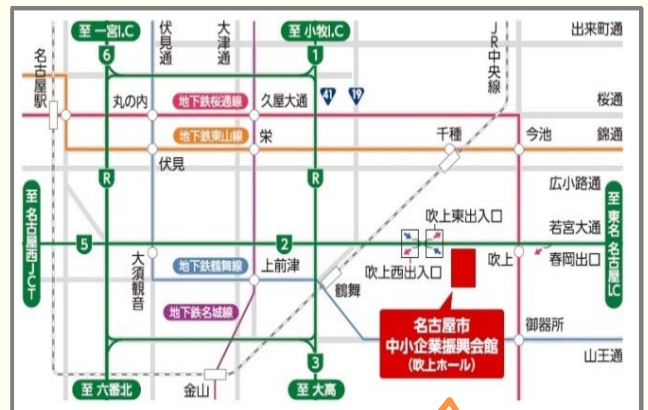 至 一宮I.C
伏見通
大津通
至 小牧I.C
JR中央線
出来町通
名古屋駅
6
1
丸の内
地下鉄桜通線
久屋大通
41
19
桜通
地下鉄東山線
栄
千種
今池
錦通
伏見
R
R
広小路通
至 名古屋西JCT
至 東名 名古屋I.C
吹上東出入口
若宮大通
5
2
大須観音
地下鉄鶴舞線
上前津
吹上西出入口
吹上
春岡出口
鶴舞
地下鉄名城線
名古屋市
中小企業振興会館
(吹上ホール)
御器所
山王通
3
至 六番北
金山
至 大高